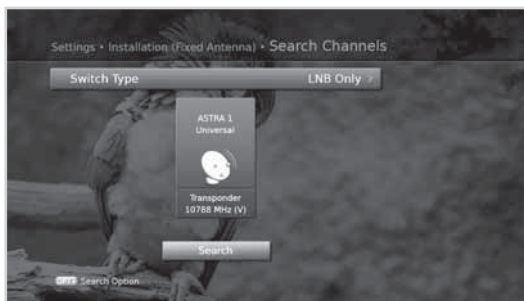 Settings • Installation (Fixed Antenna) • Search Channels
Switch Type LNB Only
ASTRA 1
Universal
Transponder
10788 MHz (V)
Search
Search Option